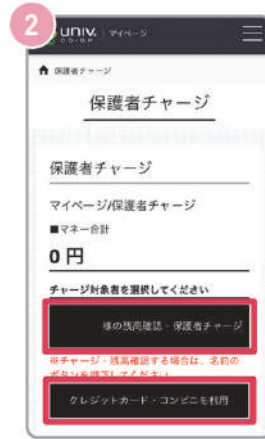 2
UNIV. マイページ
CO-OP
保護者チャージ
保護者チャージ
保護者チャージ
マイページ/保護者チャージ
■マネー合計
0 円
チャージ対象者を選択してください
様の残高確認・保護者チャージ
※チャージ・残高確認する場合は、名前の
ボタンを押下してください
クレジットカード・コンビニを利用